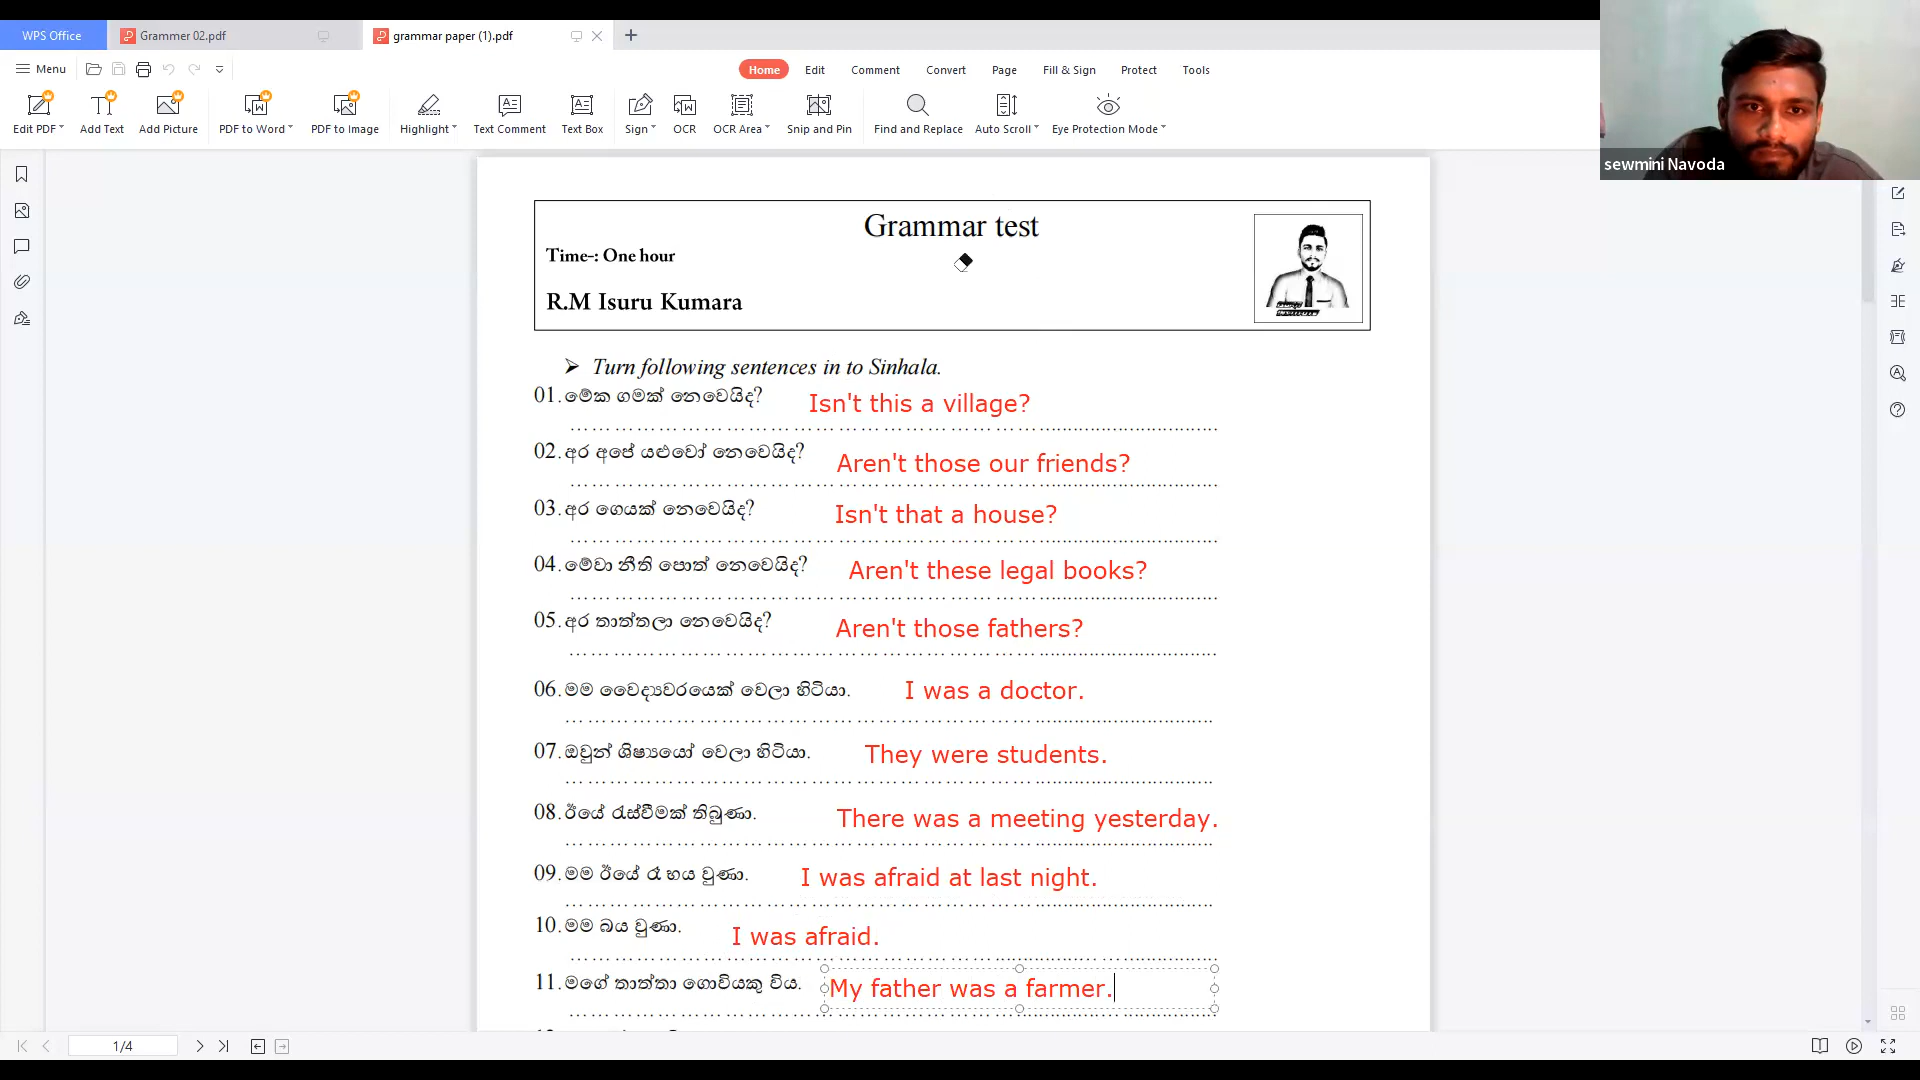 WPS Office
Grammer 02.pdf
grammar paper (1).pdf
Menu
Home Edit Comment Convert Page Fill & Sign Protect Tools
Edit PDF Add Text Add Picture PDF to Word PDF to Image Highlight Text Comment Text Box Sign OCR OCR Area Snip and Pin Find and Replace Auto Scroll Eye Protection Mode
sewmini Navoda
Grammar test
Time-: One hour
R.M Isuru Kumara
Turn following sentences in to Sinhala.
01. මේක ගමක් නෙවෙයිද? Isn't this a village?
02. අර අපේ යළුවෝ නෙවෙයිද? Aren't those our friends?
03. අර ගෙයක් නෙවෙයිද? Isn't that a house?
04. මේවා නීති පොත් නෙවෙයිද? Aren't these legal books?
05. අර තාත්තලා නෙවෙයිද? Aren't those fathers?
06. මම වෛද්‍යවරයෙක් වෙලා හිටියා. I was a doctor.
07. ඔවුන් ශිෂ්‍යයෝ වෙලා හිටියා. They were students.
08. ඊයේ රැස්වීමක් තිබුණා. There was a meeting yesterday.
09. මම ඊයේ රෑ භය වුණා. I was afraid at last night.
10. මම බය වුණා. I was afraid.
11. මගේ තාත්තා ගොවියකු විය. My father was a farmer.
1/4